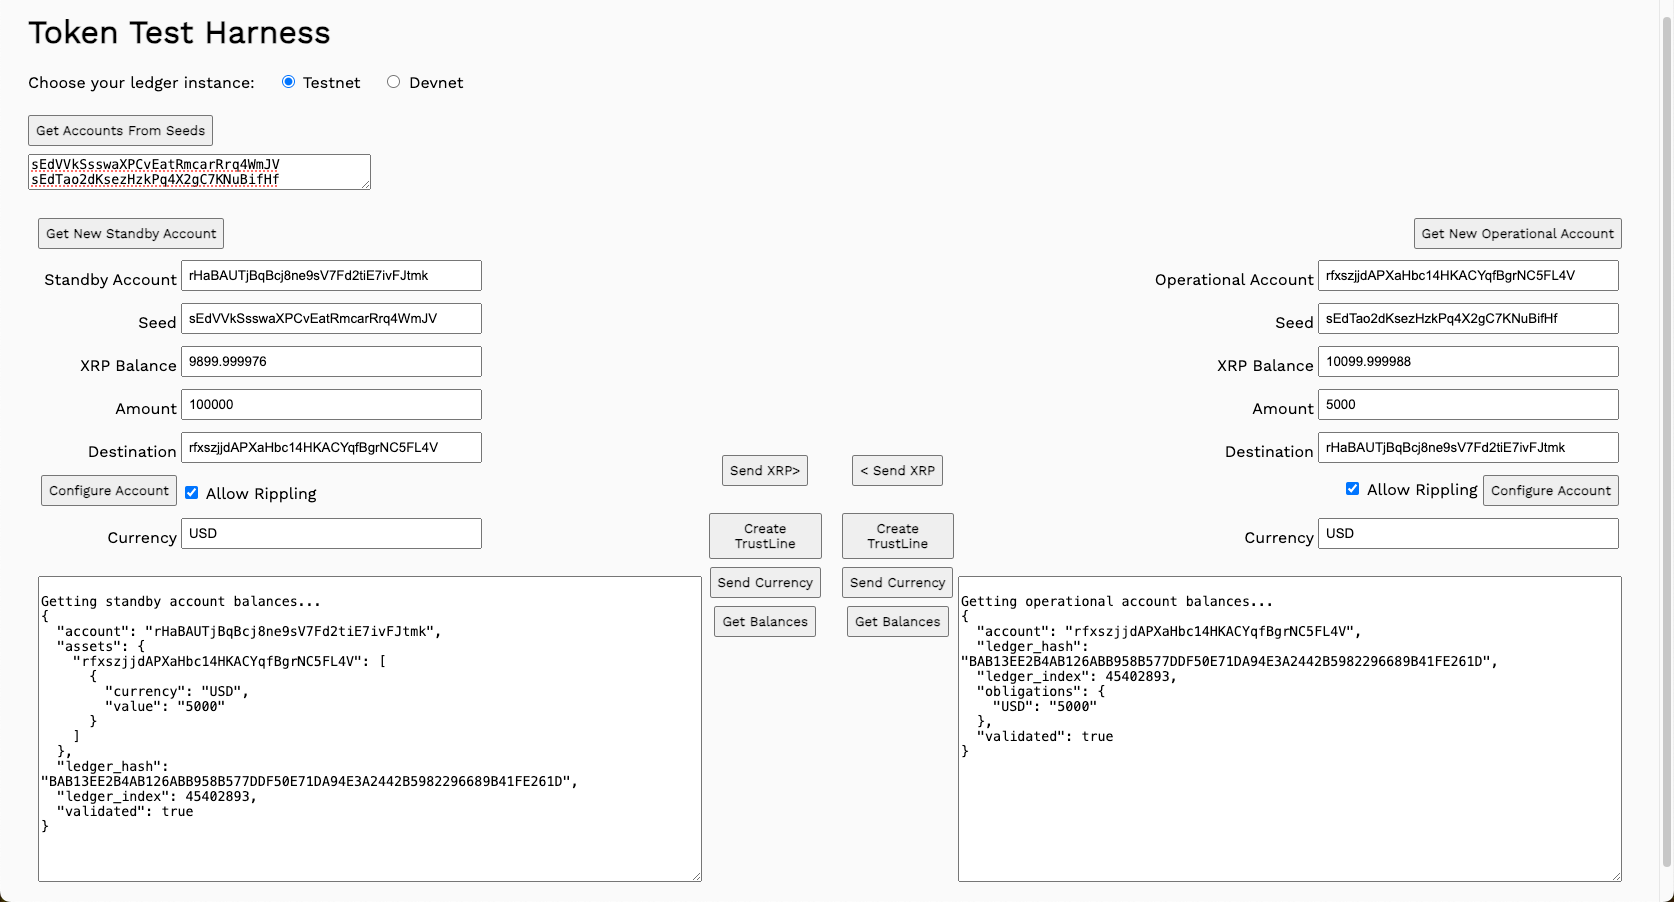 Token Test Harness
Choose your ledger instance: Testnet Devnet
Get Accounts From Seeds
sEdVVkSsswaXPCvEatRmcarRrq4WmJV
sEdTao2dKsezHzkPq4X2gC7KNuBifHf
Get New Standby Account
Standby Account rHaBAUTjBqBcj8ne9sV7Fd2tiE7ivFJtmk
Seed sEdVVkSsswaXPCvEatRmcarRrq4WmJV
XRP Balance 9899.999976
Amount 100000
Destination rfxszjjdAPXaHbc14HKACYqfBgrNC5FL4V
Configure Account Allow Rippling
Currency USD
Getting standby account balances...
{
  "account": "rHaBAUTjBqBcj8ne9sV7Fd2tiE7ivFJtmk",
  "assets": {
    "rfxszjjdAPXaHbc14HKACYqfBgrNC5FL4V": [
      {
        "currency": "USD",
        "value": "5000"
      }
    ]
  },
  "ledger_hash":
"BAB13EE2B4AB126ABB958B577DDF50E71DA94E3A2442B5982296689B41FE261D",
  "ledger_index": 45402893,
  "validated": true
}
Send XRP> < Send XRP
Create TrustLine
Create TrustLine
Send Currency Send Currency
Get Balances Get Balances
Get New Operational Account
Operational Account rfxszjjdAPXaHbc14HKACYqfBgrNC5FL4V
Seed sEdTao2dKsezHzkPq4X2gC7KNuBifHf
XRP Balance 10099.999988
Amount 5000
Destination rHaBAUTjBqBcj8ne9sV7Fd2tiE7ivFJtmk
Allow Rippling Configure Account
Currency USD
Getting operational account balances...
{
  "account": "rfxszjjdAPXaHbc14HKACYqfBgrNC5FL4V",
  "ledger_hash":
"BAB13EE2B4AB126ABB958B577DDF50E71DA94E3A2442B5982296689B41FE261D",
  "ledger_index": 45402893,
  "obligations": {
    "USD": "5000"
  },
  "validated": true
}